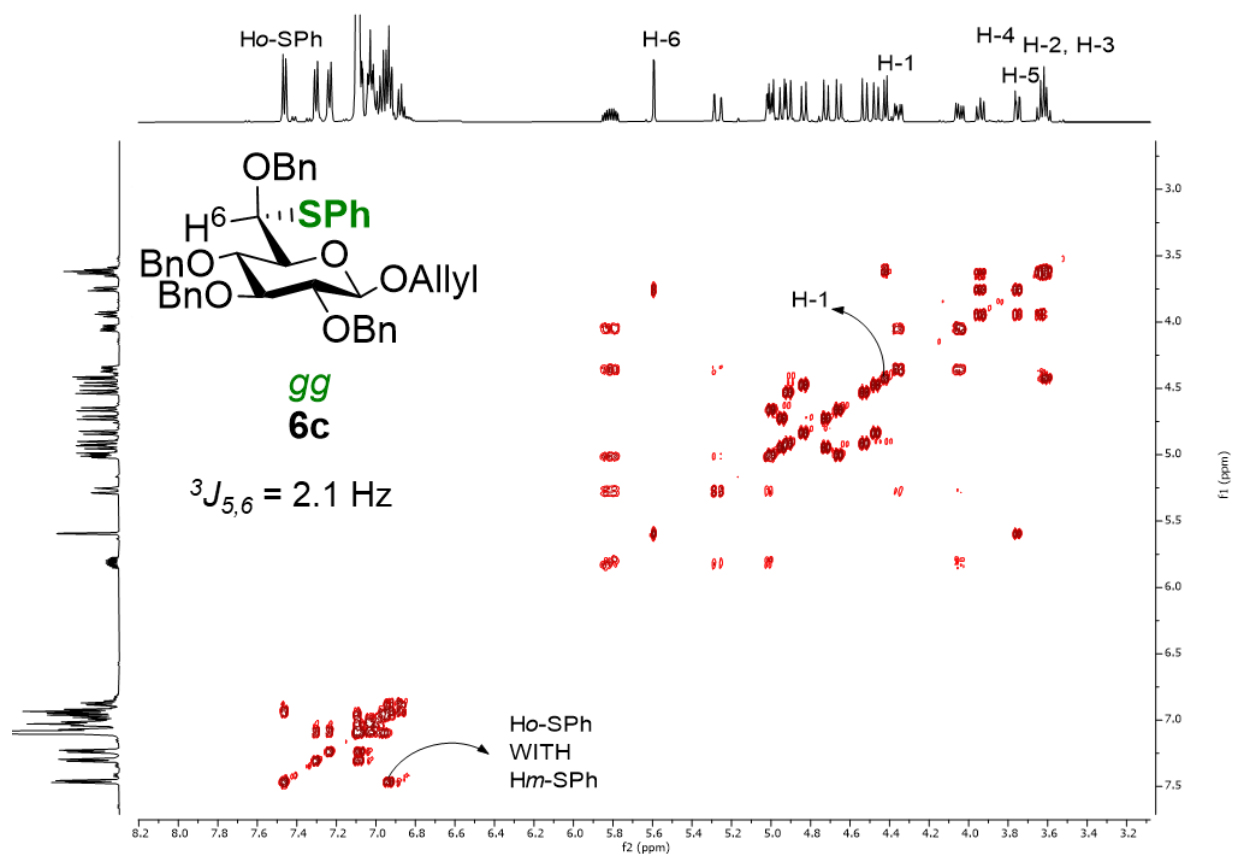 Ho-SPh
H-6
H-1
H-4
H-2, H-3
H-5
OBn
H6
SPh
BnO
O
BnO
OAllyl
OBn
gg
6c
³J5,6 = 2.1 Hz
H-1
Ho-SPh
WITH
Hm-SPh
3.0
3.5
4.0
4.5
5.0
5.5
6.0
6.5
7.0
7.5
f1 (ppm)
8.2 8.0 7.8 7.6 7.4 7.2 7.0 6.8 6.6 6.4 6.2 6.0 5.8 5.6 5.4 5.2 5.0 4.8 4.6 4.4 4.2 4.0 3.8 3.6 3.4 3.2
f2 (ppm)